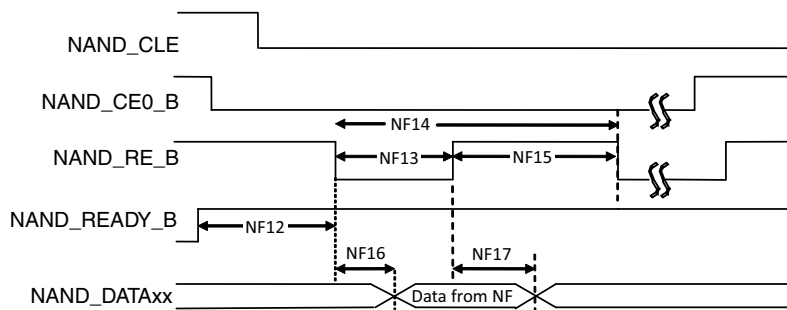 NAND_CLE
NAND_CE0_B
NF14
NAND_RE_B
NF13
NF15
NAND_READY_B
NF12
NF16
NF17
NAND_DATAxx
Data from NF